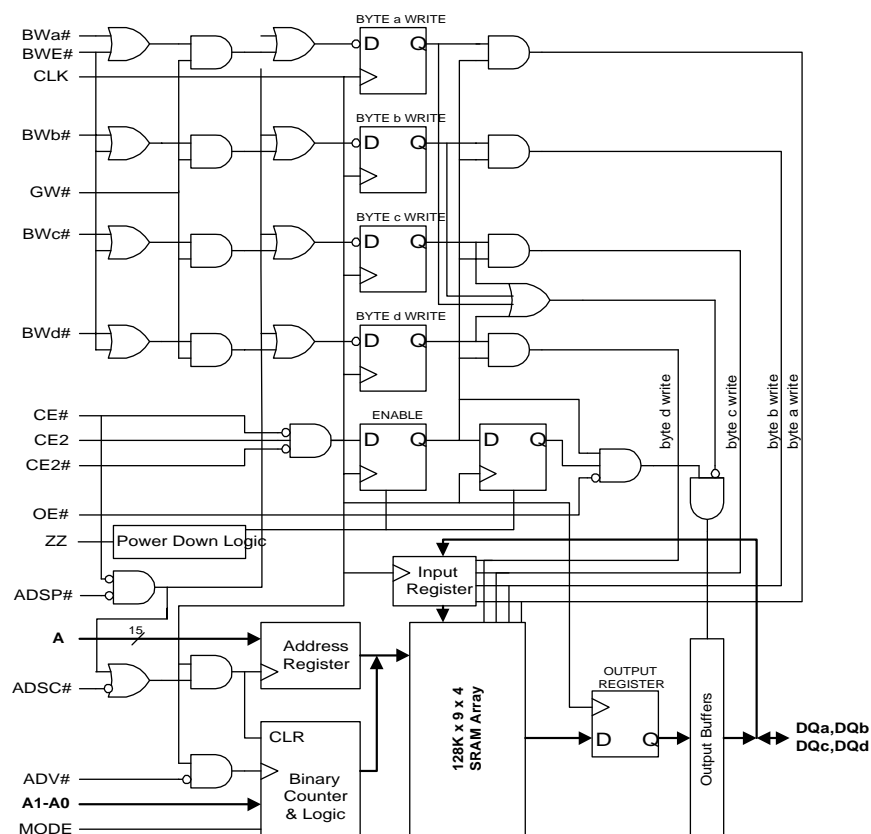 BYTE a WRITE
BWa#
D Q
BWE#
CLK
BYTE b WRITE
BWb#
D Q
GW#
BYTE c WRITE
BWc#
D Q
BYTE d WRITE
BWd#
D Q
byte d write
byte c write
byte b write
byte a write
CE#
ENABLE
CE2
D Q
D Q
CE2#
OE#
ZZ
Power Down Logic
Input
Register
ADSP#
A
15
Address
Register
ADSC#
OUTPUT
REGISTER
CLR
128K x 9 x 4
SRAM Array
D Q
Output Buffers
DQa,DQb
DQc,DQd
ADV#
Binary
Counter
& Logic
A1-A0
MODE